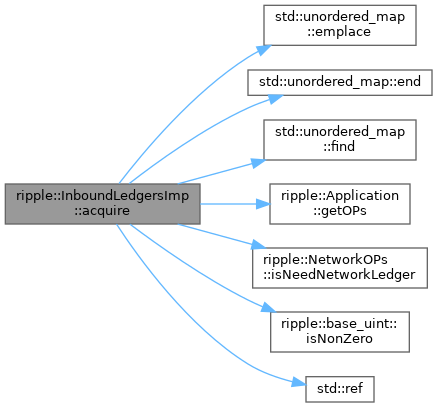 std::unordered_map
::emplace
std::unordered_map::end
std::unordered_map
::find
ripple::InboundLedgersImp
::acquire
ripple::Application
::getOPs
ripple::NetworkOPs
::isNeedNetworkLedger
ripple::base_uint::
isNonZero
std::ref